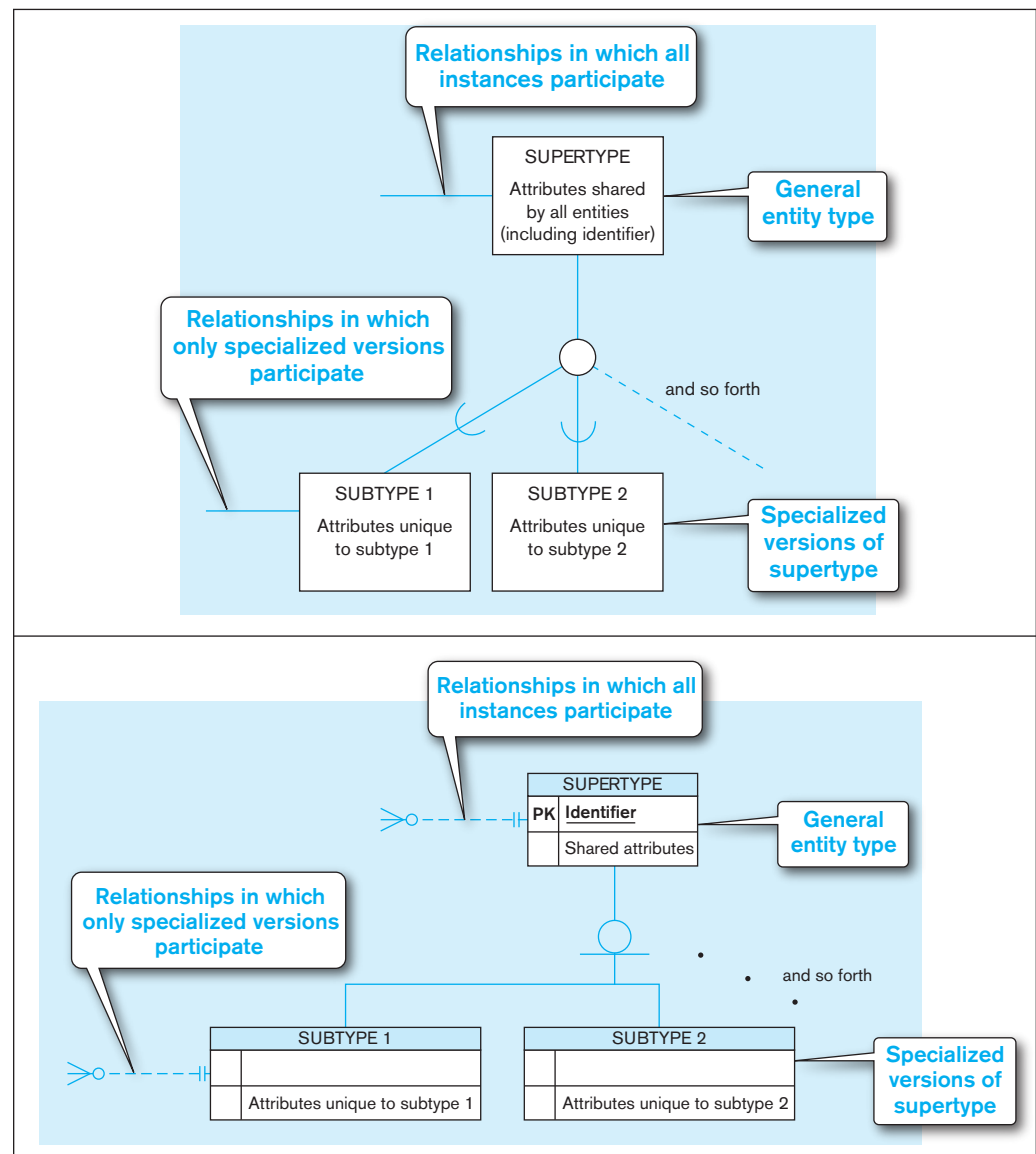 Relationships in which all
instances participate
SUPERTYPE
Attributes shared
by all entities
(including identifier)
General
entity type
Relationships in which
only specialized versions
participate
and so forth
SUBTYPE 1
Attributes unique
to subtype 1
SUBTYPE 2
Attributes unique
to subtype 2
Specialized
versions of
supertype
Relationships in which all
instances participate
SUPERTYPE
PK Identifier
Shared attributes
General
entity type
Relationships in which
only specialized versions
participate
and so forth
SUBTYPE 1
Attributes unique to subtype 1
SUBTYPE 2
Attributes unique to subtype 2
Specialized
versions of
supertype